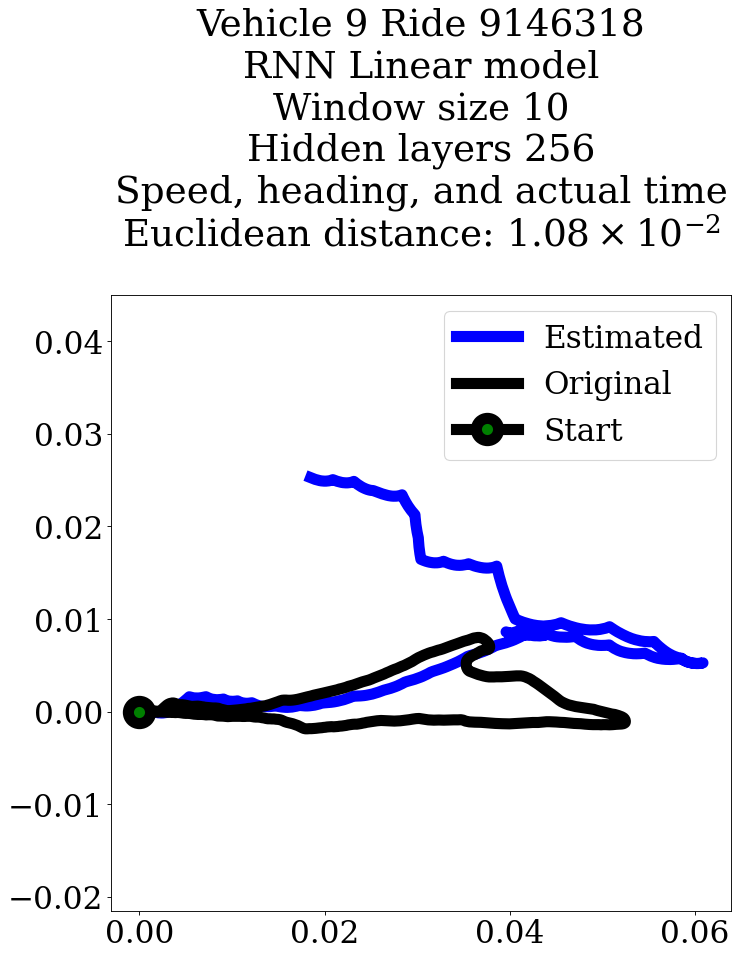 Vehicle 9 Ride 9146318
RNN Linear model
Window size 10
Hidden layers 256
Speed, heading, and actual time
Euclidean distance: 1.08 × 10⁻²
Estimated
Original
Start
0.04
0.03
0.02
0.01
0.00
−0.01
−0.02
0.00 0.02 0.04 0.06